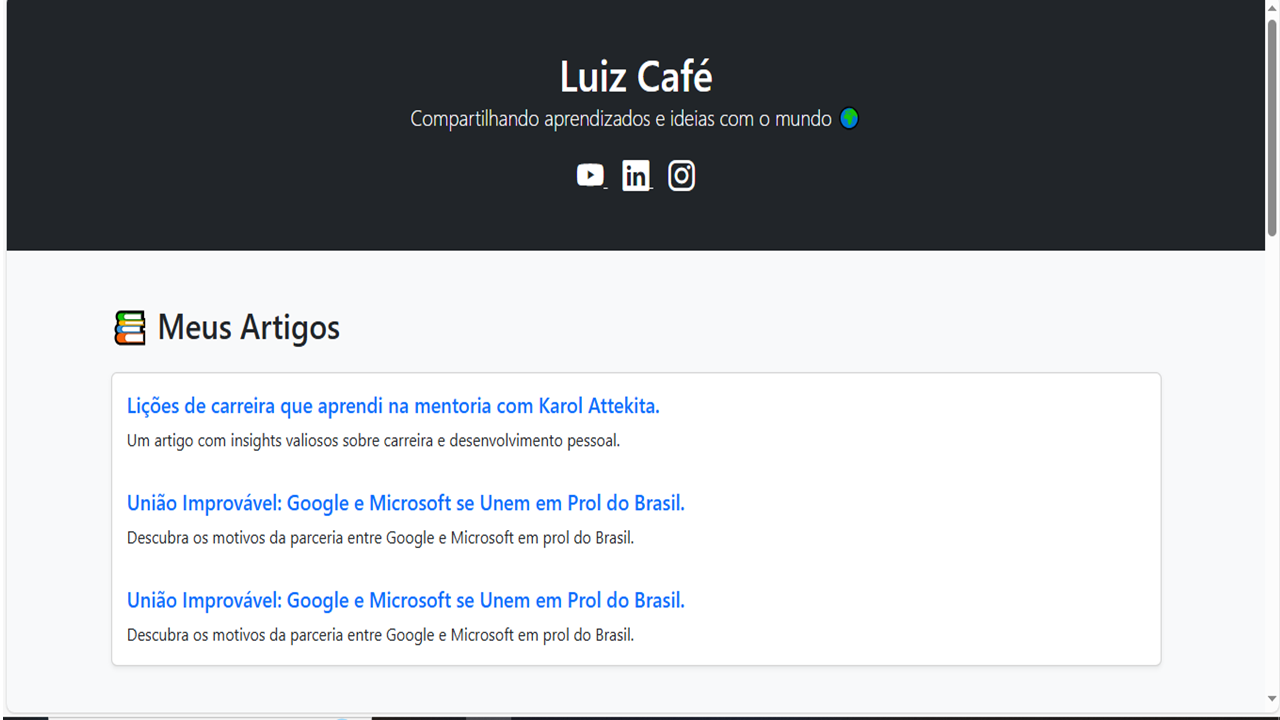 Luiz Café
Compartilhando aprendizados e ideias com o mundo 🌍
in
📚 Meus Artigos
Lições de carreira que aprendi na mentoria com Karol Attekita.
Um artigo com insights valiosos sobre carreira e desenvolvimento pessoal.
União Improvável: Google e Microsoft se Unem em Prol do Brasil.
Descubra os motivos da parceria entre Google e Microsoft em prol do Brasil.
União Improvável: Google e Microsoft se Unem em Prol do Brasil.
Descubra os motivos da parceria entre Google e Microsoft em prol do Brasil.